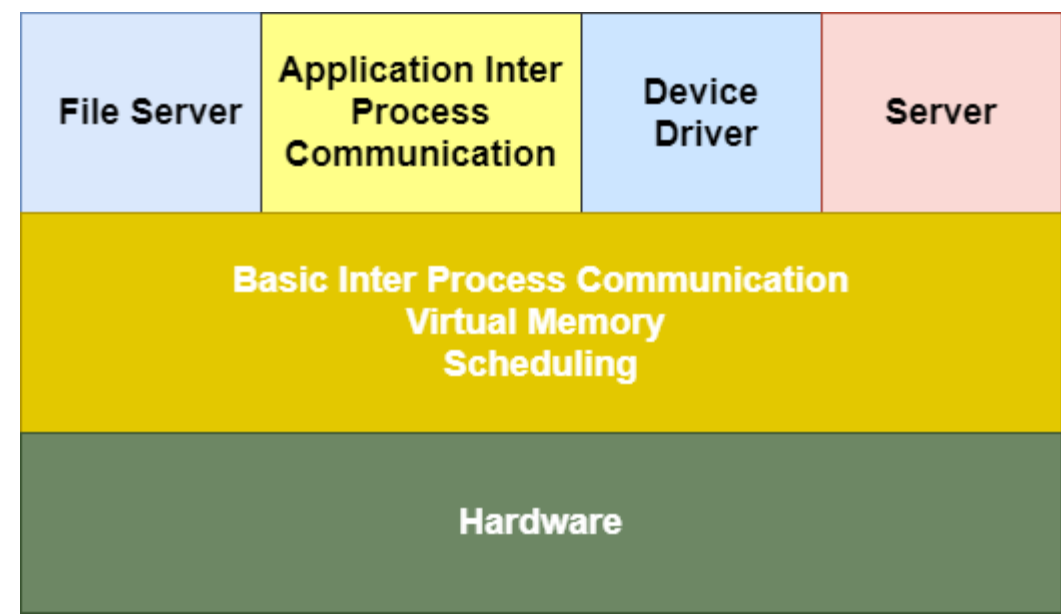 File Server
Application Inter
Process
Communication
Device
Driver
Server
Basic Inter Process Communication
Virtual Memory
Scheduling
Hardware